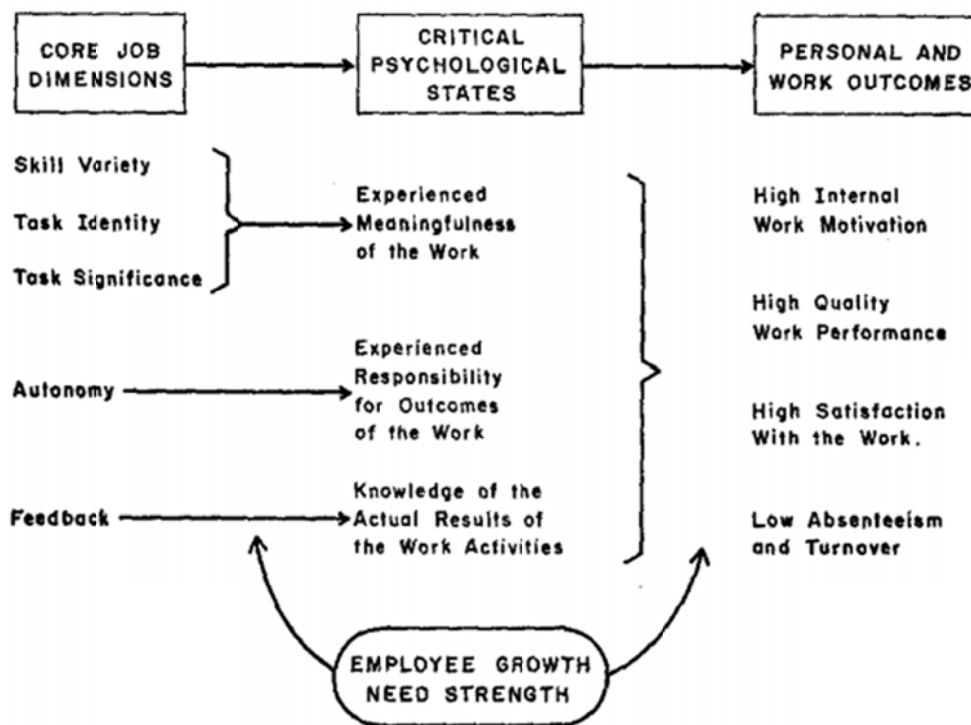 CORE JOB
DIMENSIONS
CRITICAL
PSYCHOLOGICAL
STATES
PERSONAL AND
WORK OUTCOMES
Skill Variety
Task Identity
Task Significance
Experienced
Meaningfulness
of the Work
High Internal
Work Motivation
High Quality
Work Performance
Autonomy
Experienced
Responsibility
for Outcomes
of the Work
High Satisfaction
With the Work.
Feedback
Knowledge of the
Actual Results of
the Work Activities
Low Absenteeism
and Turnover
EMPLOYEE GROWTH
NEED STRENGTH